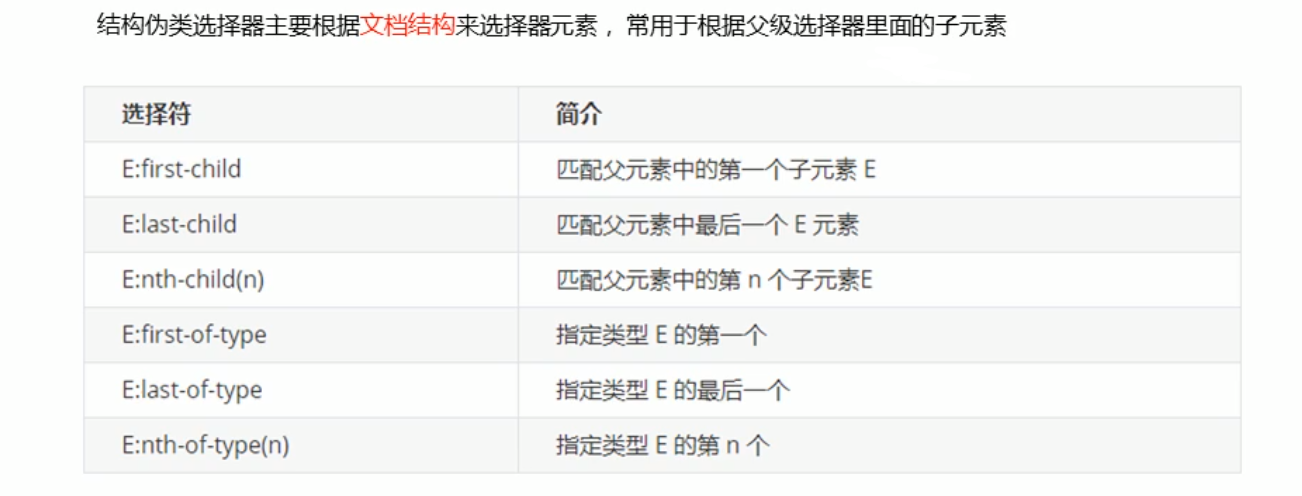 结构伪类选择器主要根据文档结构来选择器元素，常用于根据父级选择器里面的子元素
选择符 简介
E:first-child 匹配父元素中的第一个子元素 E
E:last-child 匹配父元素中最后一个 E 元素
E:nth-child(n) 匹配父元素中的第 n 个子元素E
E:first-of-type 指定类型 E 的第一个
E:last-of-type 指定类型 E 的最后一个
E:nth-of-type(n) 指定类型 E 的第 n 个